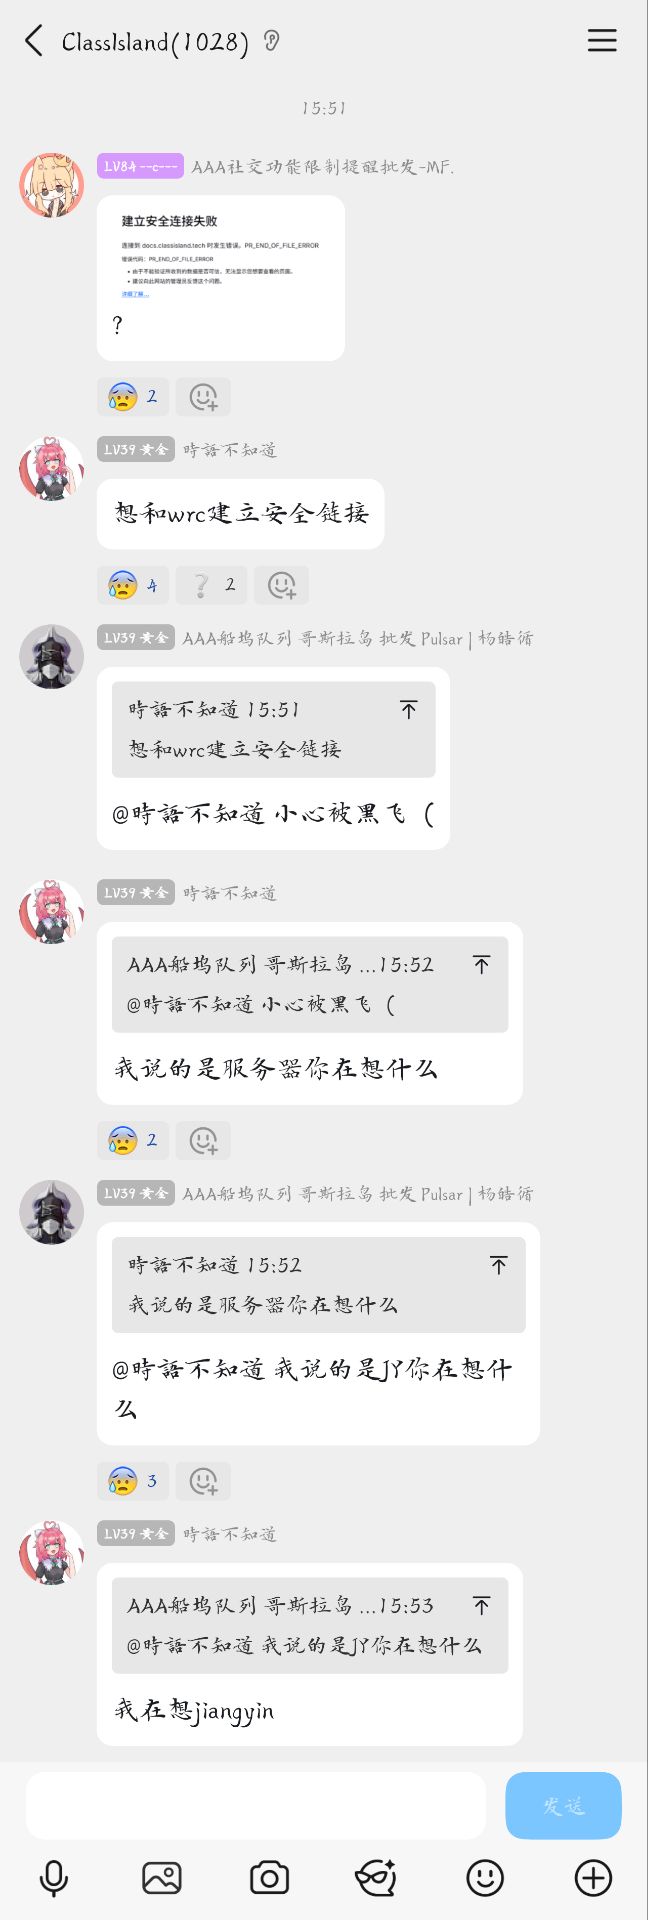 ClassIsland(1028)
15:51
LV84 --c---
AAA社交功能限制提醒批发-MF.
建立安全连接失败
连接到 docs.classisland.tech 时发生错误。PR_END_OF_FILE_ERROR
错误代码：PR_END_OF_FILE_ERROR
• 由于不能验证所收到的数据是否可信，无法显示您想要查看的页面。
• 建议向此网站的管理员反馈这个问题。
详细了解…
?
2
LV39 黄金
時語不知道
想和wrc建立安全链接
4
2
LV39 黄金
AAA船坞队列 哥斯拉岛 批发 Pulsar | 杨皓循
時語不知道 15:51
想和wrc建立安全链接
@時語不知道 小心被黑飞（
LV39 黄金
時語不知道
AAA船坞队列 哥斯拉岛 ...15:52
@時語不知道 小心被黑飞（
我说的是服务器你在想什么
2
LV39 黄金
AAA船坞队列 哥斯拉岛 批发 Pulsar | 杨皓循
時語不知道 15:52
我说的是服务器你在想什么
@時語不知道 我说的是JY你在想什
么
3
LV39 黄金
時語不知道
AAA船坞队列 哥斯拉岛 ...15:53
@時語不知道 我说的是JY你在想什么
我在想jiangyin
发送